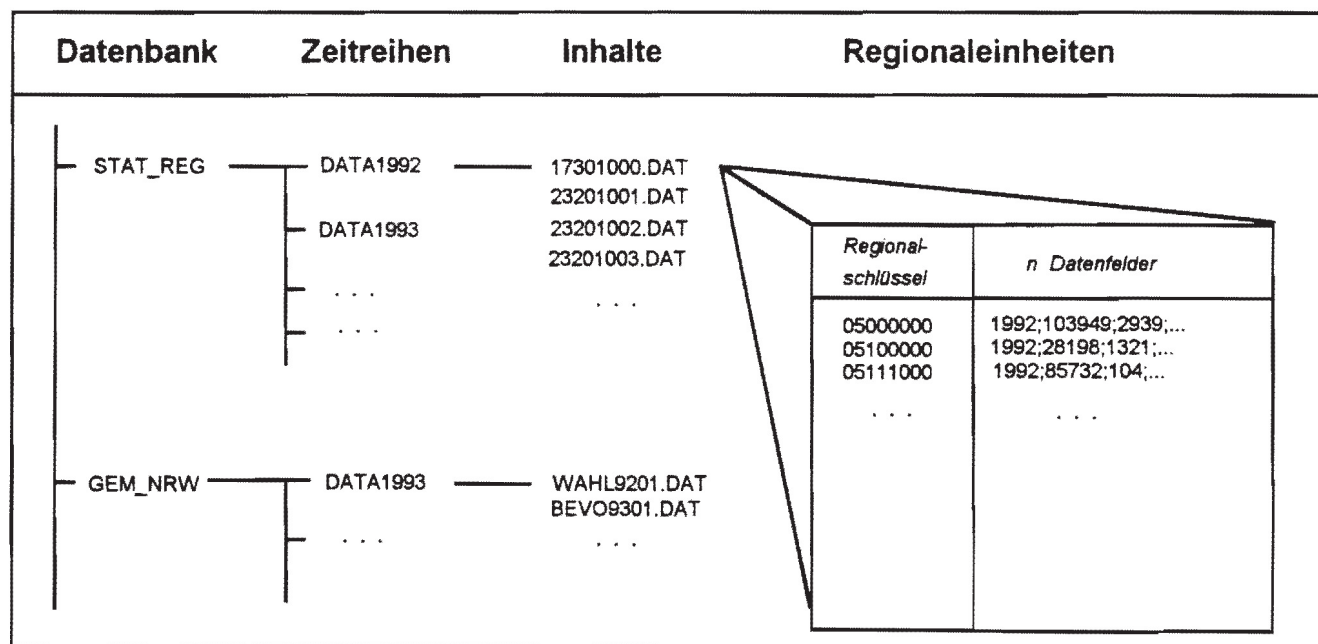 Datenbank Zeitreihen Inhalte Regionaleinheiten
STAT_REG DATA1992 17301000.DAT
23201001.DAT
DATA1993 23201002.DAT
23201003.DAT
. . . . . .
. . .
Regional-
schlüssel
n Datenfelder
05000000 1992;103949;2939;...
05100000 1992;28198;1321;...
05111000 1992;85732;104;...
. . . . . .
GEM_NRW DATA1993 WAHL9201.DAT
BEVO9301.DAT
. . . . . .